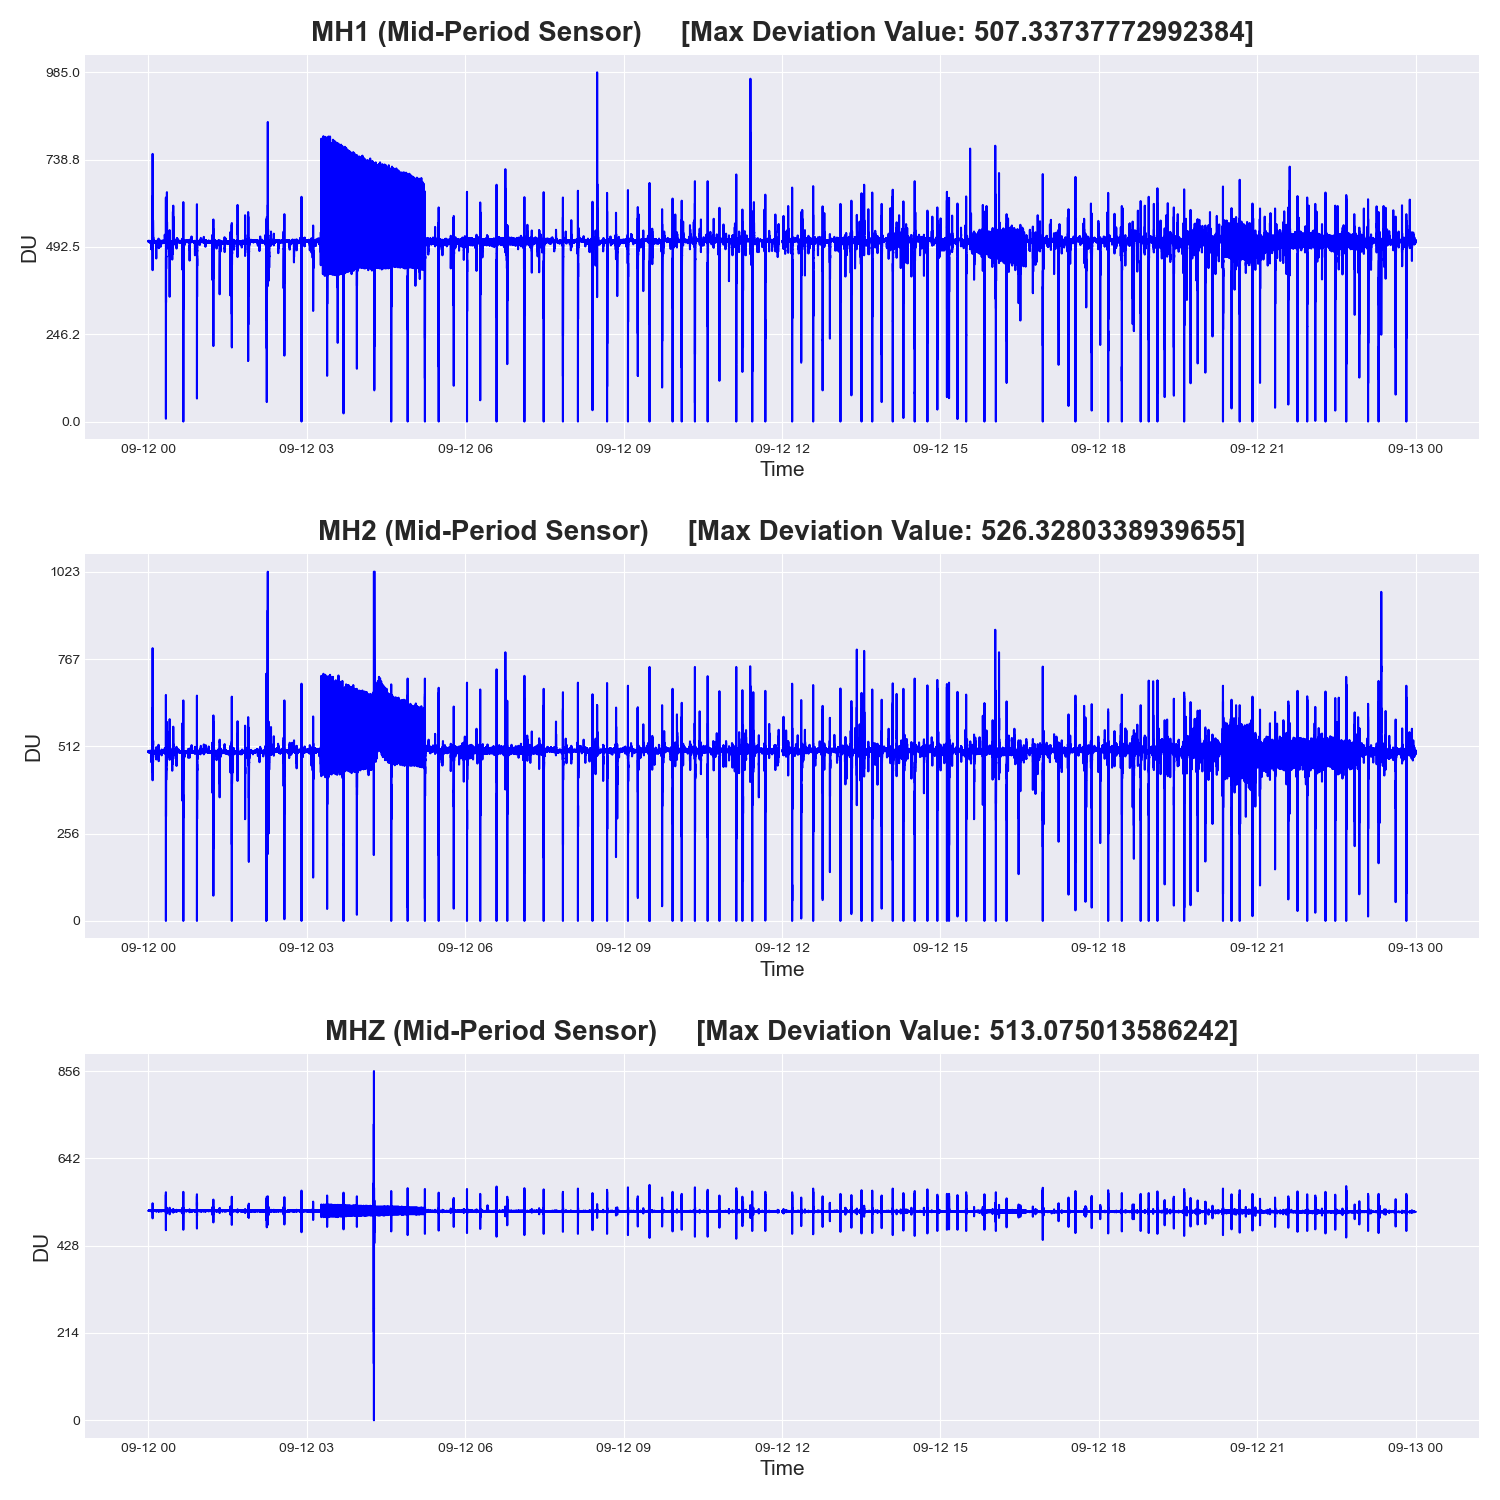 MH1 (Mid-Period Sensor) [Max Deviation Value: 507.33737772992384]
985.0
738.8
492.5
246.2
0.0
DU
09-12 00 09-12 03 09-12 06 09-12 09 09-12 12 09-12 15 09-12 18 09-12 21 09-13 00
Time
MH2 (Mid-Period Sensor) [Max Deviation Value: 526.3280338939655]
1023
767
512
256
0
DU
09-12 00 09-12 03 09-12 06 09-12 09 09-12 12 09-12 15 09-12 18 09-12 21 09-13 00
Time
MHZ (Mid-Period Sensor) [Max Deviation Value: 513.075013586242]
856
642
428
214
0
DU
09-12 00 09-12 03 09-12 06 09-12 09 09-12 12 09-12 15 09-12 18 09-12 21 09-13 00
Time